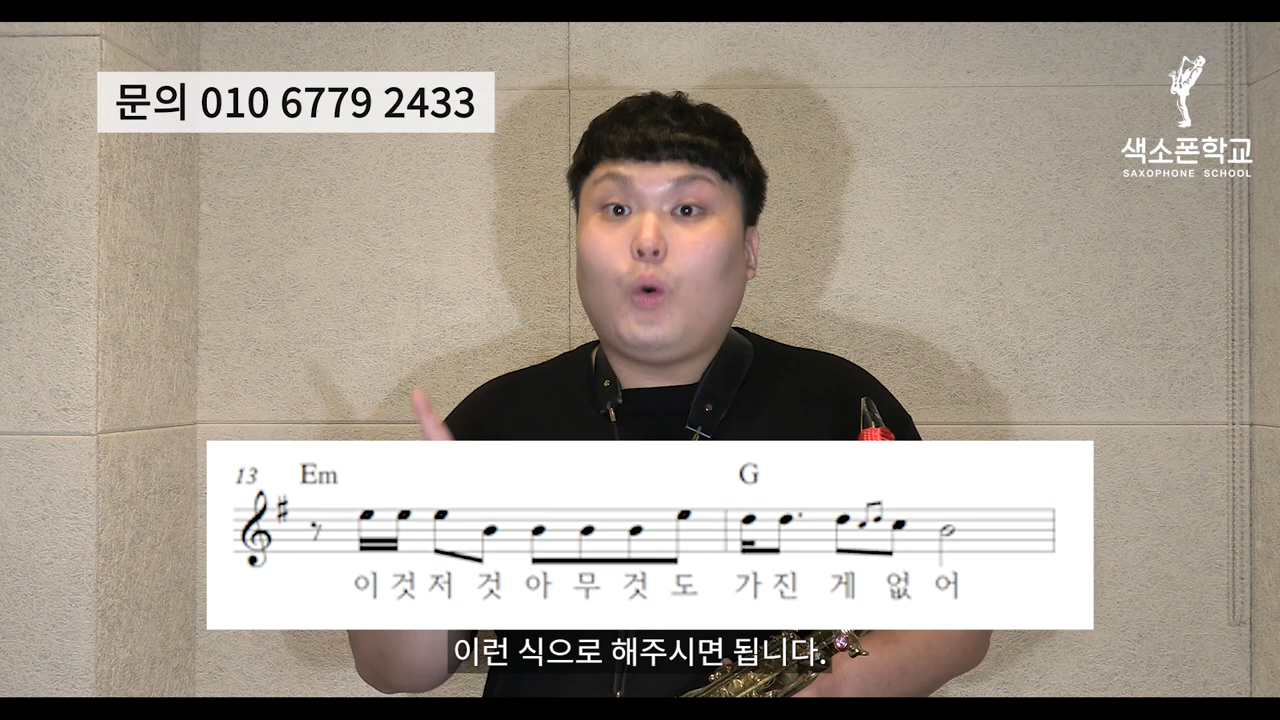 문의 010 6779 2433
색소폰학교
SAXOPHONE SCHOOL
13 Em G
이 것 저 것 아 무 것 도 가 진 게 없 어
이런 식으로 해주시면 됩니다.